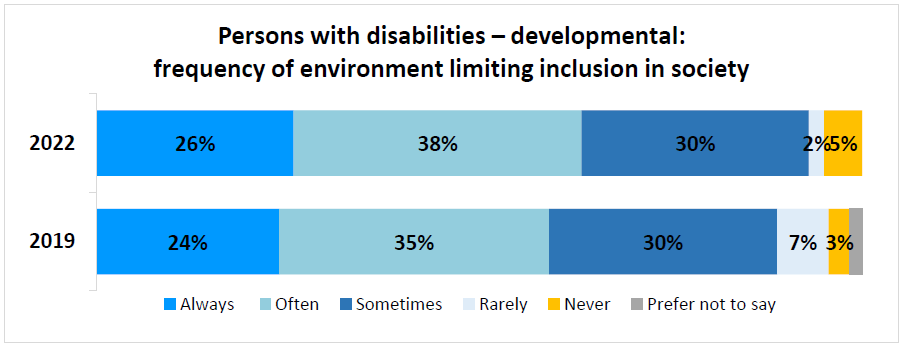 Persons with disabilities – developmental:
frequency of environment limiting inclusion in society
2022 26% 38% 30% 2% 5%
2019 24% 35% 30% 7% 3%
Always Often Sometimes Rarely Never Prefer not to say